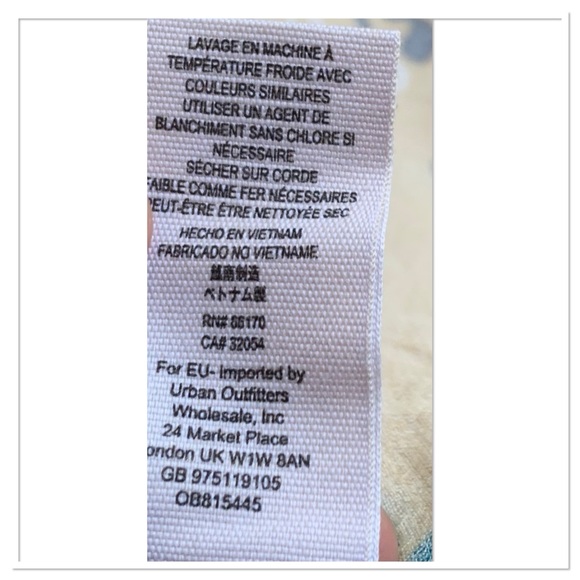 LAVAGE EN MACHINE À
TEMPÉRATURE FROIDE AVEC
COULEURS SIMILAIRES
UTILISER UN AGENT DE
BLANCHIMENT SANS CHLORE SI
NÉCESSAIRE
SÉCHER SUR CORDE
FAIBLE COMME FER NÉCESSAIRES
PEUT-ÊTRE ÊTRE NETTOYÉE SEC
HECHO EN VIETNAM
FABRICADO NO VIETNAME
越南制造
ベトナム製
RN# 66170
CA# 32054
For EU- Imported by
Urban Outfitters
Wholesale, Inc
24 Market Place
ondon UK W1W 8AN
GB 975119105
OB815445